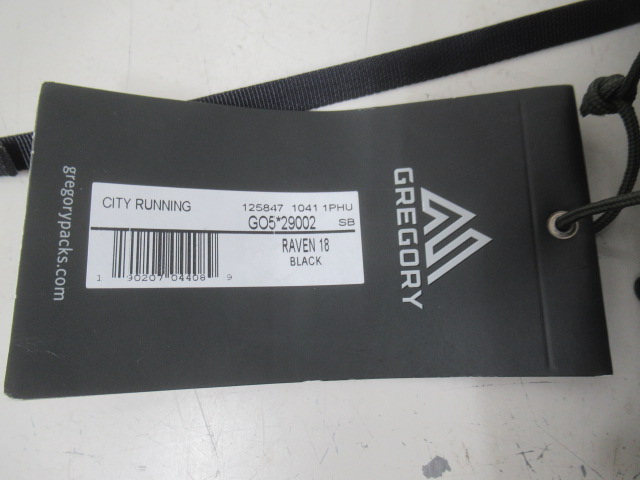 CITY RUNNING
125847 1041 1PHU
GO5*29002 SB
RAVEN 18
BLACK
1 90207 04408 9
GREGORY
gregorypacks.com